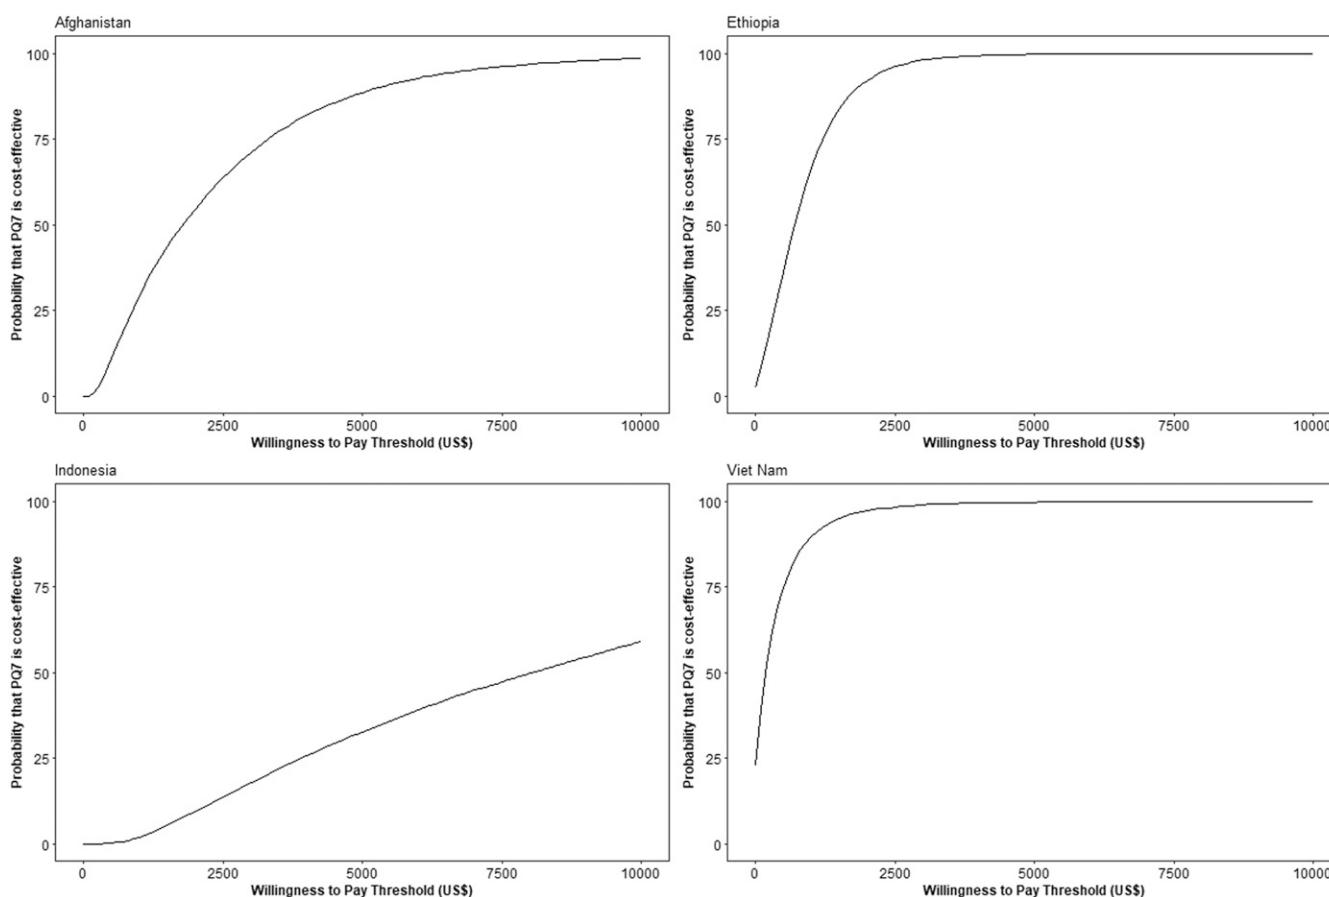 Afghanistan
Probability that PQ7 is cost-effective
100
75
50
25
0
0 2500 5000 7500 10000
Willingness to Pay Threshold (US$)
Ethiopia
Probability that PQ7 is cost-effective
100
75
50
25
0
0 2500 5000 7500 10000
Willingness to Pay Threshold (US$)
Indonesia
Probability that PQ7 is cost-effective
100
75
50
25
0
0 2500 5000 7500 10000
Willingness to Pay Threshold (US$)
Viet Nam
Probability that PQ7 is cost-effective
100
75
50
25
0
0 2500 5000 7500 10000
Willingness to Pay Threshold (US$)